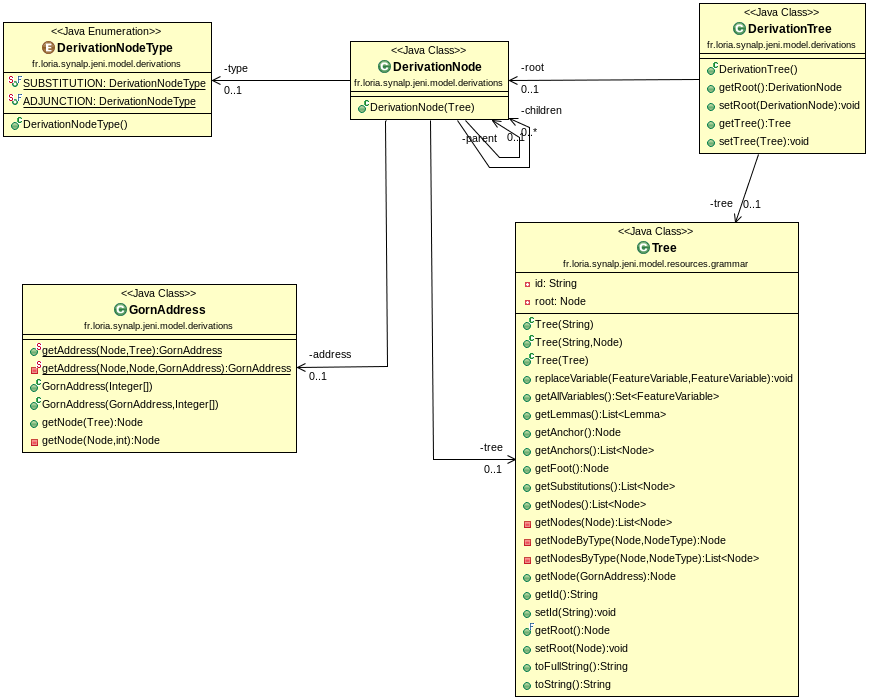 <<Java Enumeration>>
DerivationNodeType
fr.loria.synalp.jeni.model.derivations
SUBSTITUTION: DerivationNodeType
ADJUNCTION: DerivationNodeType
DerivationNodeType()
-type
0..1
<<Java Class>>
DerivationNode
fr.loria.synalp.jeni.model.derivations
DerivationNode(Tree)
-root
0..1
-children
0..*
-parent
0..1
<<Java Class>>
DerivationTree
fr.loria.synalp.jeni.model.derivations
DerivationTree()
getRoot():DerivationNode
setRoot(DerivationNode):void
getTree():Tree
setTree(Tree):void
-tree
0..1
<<Java Class>>
GornAddress
fr.loria.synalp.jeni.model.derivations
getAddress(Node,Tree):GornAddress
getAddress(Node,Node,GornAddress):GornAddress
GornAddress(Integer[])
GornAddress(GornAddress,Integer[])
getNode(Tree):Node
getNode(Node,int):Node
-address
0..1
-tree
0..1
<<Java Class>>
Tree
fr.loria.synalp.jeni.model.resources.grammar
id: String
root: Node
Tree(String)
Tree(String,Node)
Tree(Tree)
replaceVariable(FeatureVariable,FeatureVariable):void
getAllVariables():Set<FeatureVariable>
getLemmas():List<Lemma>
getAnchor():Node
getAnchors():List<Node>
getFoot():Node
getSubstitutions():List<Node>
getNodes():List<Node>
getNodes(Node):List<Node>
getNodeByType(Node,NodeType):Node
getNodesByType(Node,NodeType):List<Node>
getNode(GornAddress):Node
getId():String
setId(String):void
getRoot():Node
setRoot(Node):void
toFullString():String
toString():String